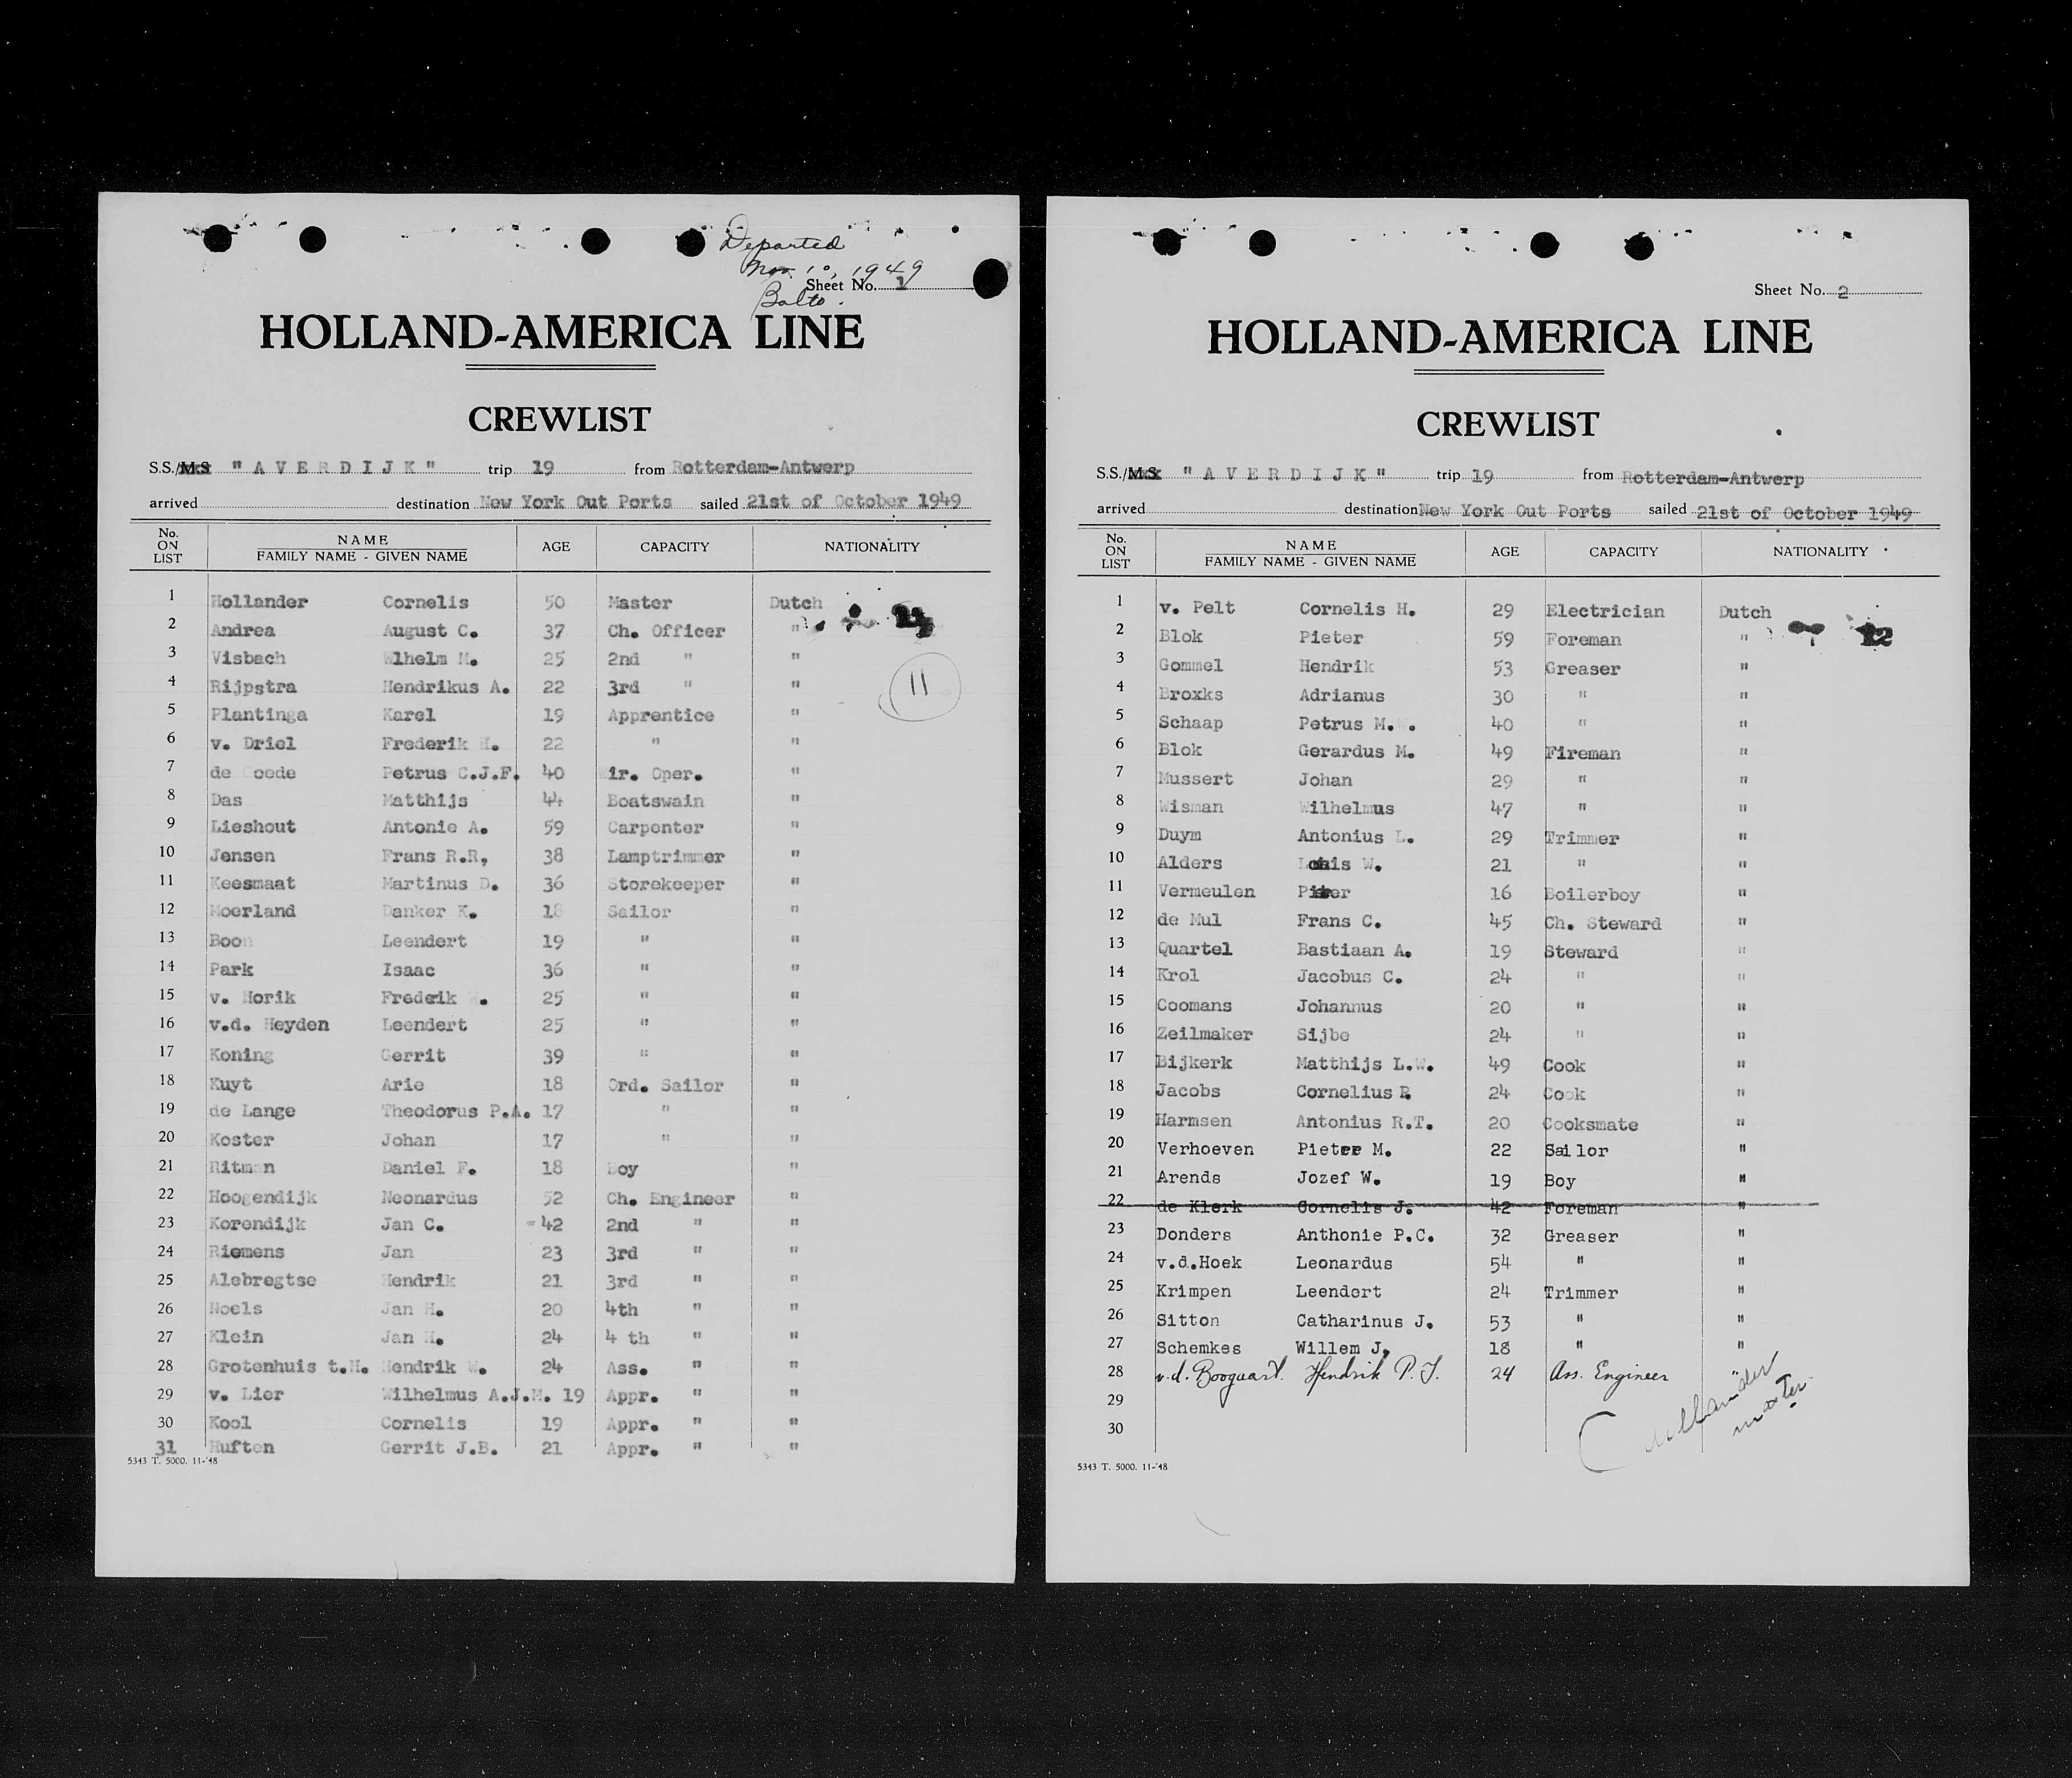 Departed
Nov. 10, 1949
Sheet No. 1
Balto.
HOLLAND-AMERICA LINE
CREWLIST
S.S./M.S "AVERDIJK" trip 19 from Rotterdam-Antwerp
arrived destination New York Out Ports sailed 21st of October 1949
No. ON LIST NAME FAMILY NAME - GIVEN NAME AGE CAPACITY NATIONALITY
1 Hollander Cornelis 50 Master Dutch
2 Andrea August C. 37 Ch. Officer "
3 Visbach Wlhelm M. 25 2nd " "
4 Rijpstra Hendrikus A. 22 3rd " "
11
5 Plantinga Karel 19 Apprentice "
6 v. Driel Frederik H. 22 " "
7 de Goede Petrus C.J.F. 40 Wir. Oper. "
8 Das Matthijs 44 Boatswain "
9 Lieshout Antonie A. 59 Carpenter "
10 Jensen Frans R.R, 38 Lamptrimmer "
11 Keesmaat Martinus D. 36 Storekeeper "
12 Moerland Danker K. 18 Sailor "
13 Boon Leendert 19 " "
14 Park Isaac 36 " "
15 v. Horik Frederik W. 25 " "
16 v.d. Heyden Leendert 25 " "
17 Koning Gerrit 39 " "
18 Kuyt Arie 18 Ord. Sailor "
19 de Lange Theodorus P.A. 17 " "
20 Koster Johan 17 " "
21 Ritman Daniel F. 18 Boy "
22 Hoogendijk Neonardus 52 Ch. Engineer "
23 Korendijk Jan C. 42 2nd " "
24 Riemens Jan 23 3rd " "
25 Alebregtse Hendrik 21 3rd " "
26 Noels Jan H. 20 4th " "
27 Klein Jan H. 24 4 th " "
28 Grotenhuis t.H. Hendrik W. 24 Ass. " "
29 v. Lier Wilhelmus A.J.M. 19 Appr. " "
30 Kool Cornelis 19 Appr. " "
31 Huften Gerrit J.B. 21 Appr. " "
5343 T. 5000. 11-'48
Sheet No. 2
HOLLAND-AMERICA LINE
CREWLIST
S.S./M.S. "AVERDIJK" trip 19 from Rotterdam-Antwerp
arrived destination New York Out Ports sailed 21st of October 1949
No. ON LIST NAME FAMILY NAME - GIVEN NAME AGE CAPACITY NATIONALITY
1 v. Pelt Cornelis H. 29 Electrician Dutch
2 Blok Pieter 59 Foreman " 12
3 Gommel Hendrik 53 Greaser "
4 Broxks Adrianus 30 " "
5 Schaap Petrus M. 40 " "
6 Blok Gerardus M. 49 Fireman "
7 Mussert Johan 29 " "
8 Wisman Wilhelmus 47 " "
9 Duym Antonius L. 29 Trimmer "
10 Alders Louis W. 21 " "
11 Vermeulen Pieter 16 Boilerboy "
12 de Mul Frans C. 45 Ch. Steward "
13 Quartel Bastiaan A. 19 Steward "
14 Krol Jacobus C. 24 " "
15 Coomans Johannus 20 " "
16 Zeilmaker Sijbe 24 " "
17 Bijkerk Matthijs L.W. 49 Cook "
18 Jacobs Cornelius P. 24 Cook "
19 Harmsen Antonius R.T. 20 Cooksmate "
20 Verhoeven Pieter M. 22 Sailor "
21 Arends Jozef W. 19 Boy "
22 de Klerk Cornelis J. 42 Foreman "
23 Donders Anthonie P.C. 32 Greaser "
24 v.d.Hoek Leonardus 54 " "
25 Krimpen Leendert 24 Trimmer "
26 Sitton Catharinus J. 53 " "
27 Schemkes Willem J. 18 " "
28 v.d. Boogaard. Hendrik P.J. 24 Ass. Engineer
29
30
C Hollander
master.
5343 T. 5000. 11-'48